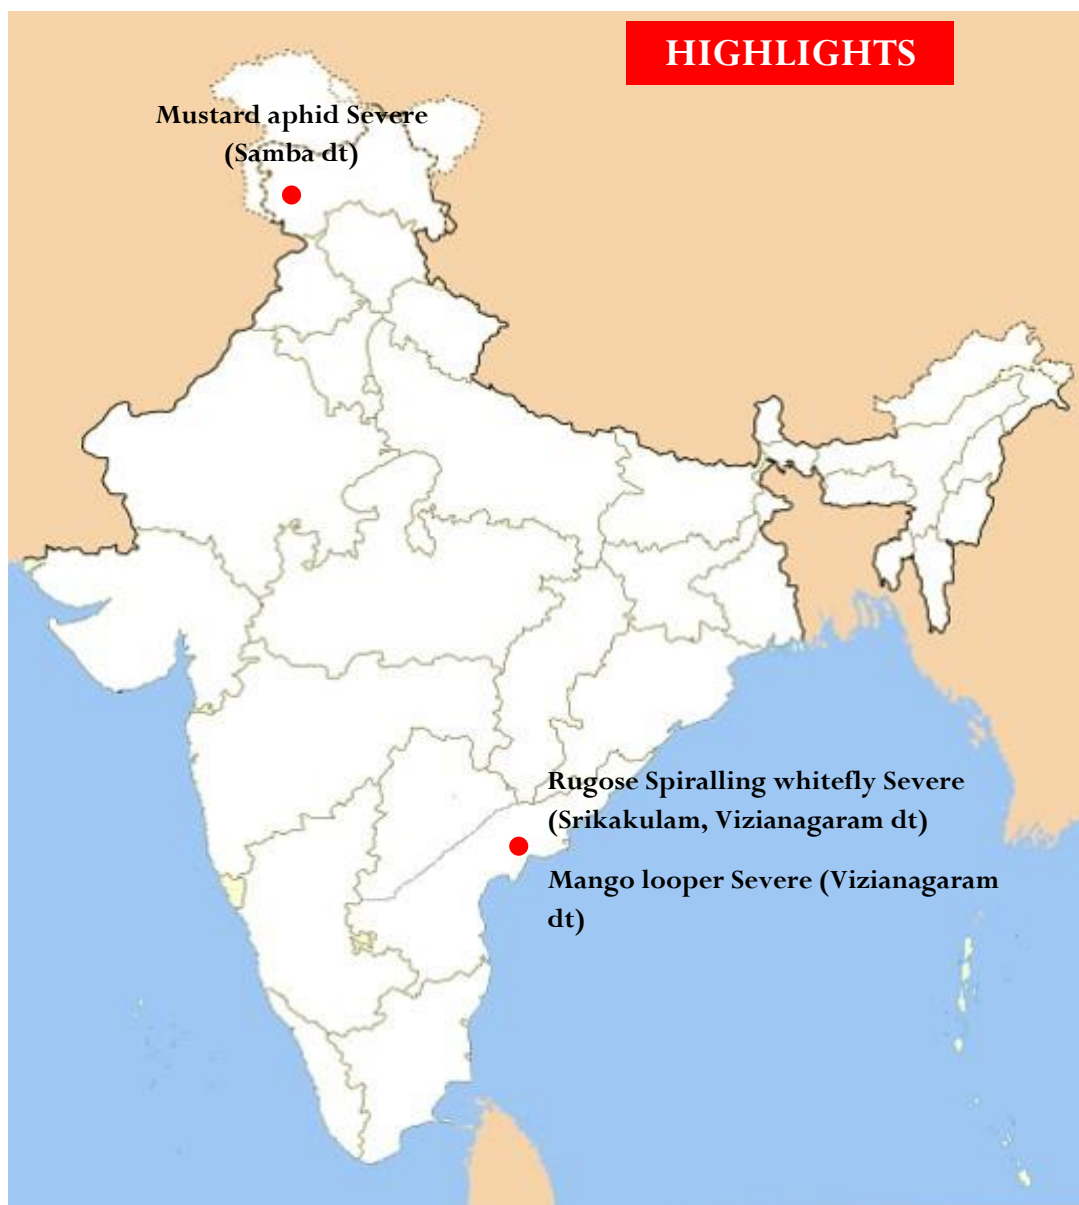 HIGHLIGHTS
Mustard aphid Severe
(Samba dt)
Rugose Spiralling whitefly Severe
(Srikakulam, Vizianagaram dt)
Mango looper Severe (Vizianagaram
dt)